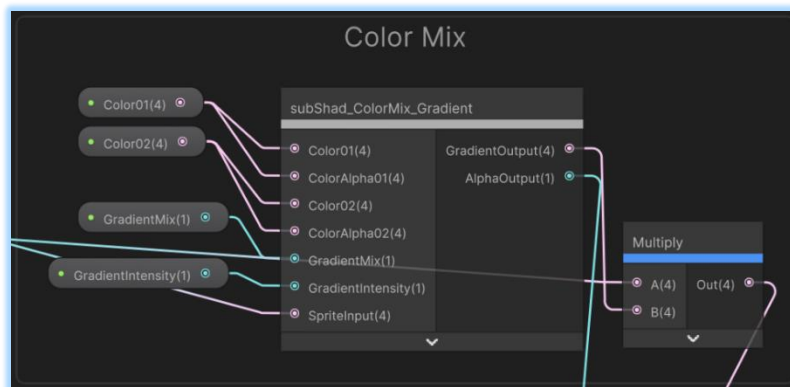 Color Mix
Color01(4)
Color02(4)
GradientMix(1)
GradientIntensity(1)
subShad_ColorMix_Gradient
Color01(4)
ColorAlpha01(4)
Color02(4)
ColorAlpha02(4)
GradientMix(1)
GradientIntensity(1)
SpriteInput(4)
GradientOutput(4)
AlphaOutput(1)
Multiply
A(4)
B(4)
Out(4)